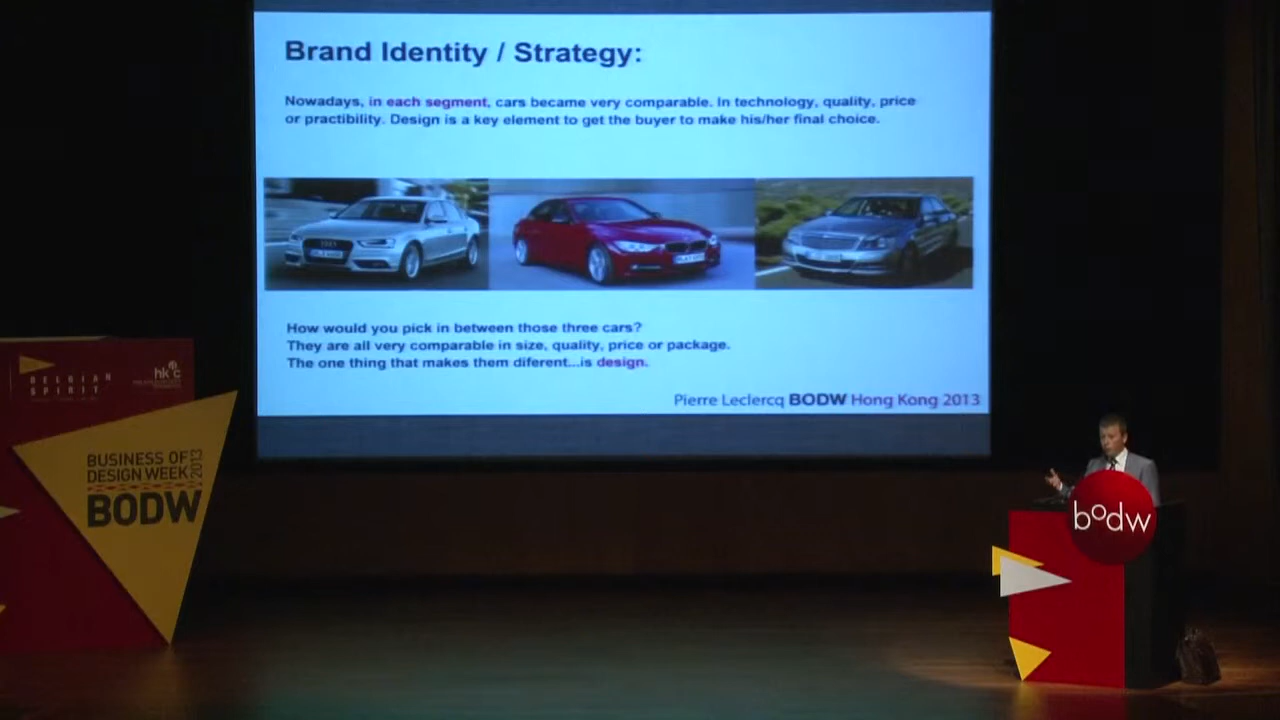 Brand Identity / Strategy:
Nowadays, in each segment, cars became very comparable. In technology, quality, price
or practibility. Design is a key element to get the buyer to make his/her final choice.
How would you pick in between those three cars?
They are all very comparable in size, quality, price or package.
The one thing that makes them diferent...is design.
Pierre Leclercq BODW Hong Kong 2013
BELGIAN
SPIRIT
BUSINESS OF
DESIGN WEEK 2013
BODW
bodw